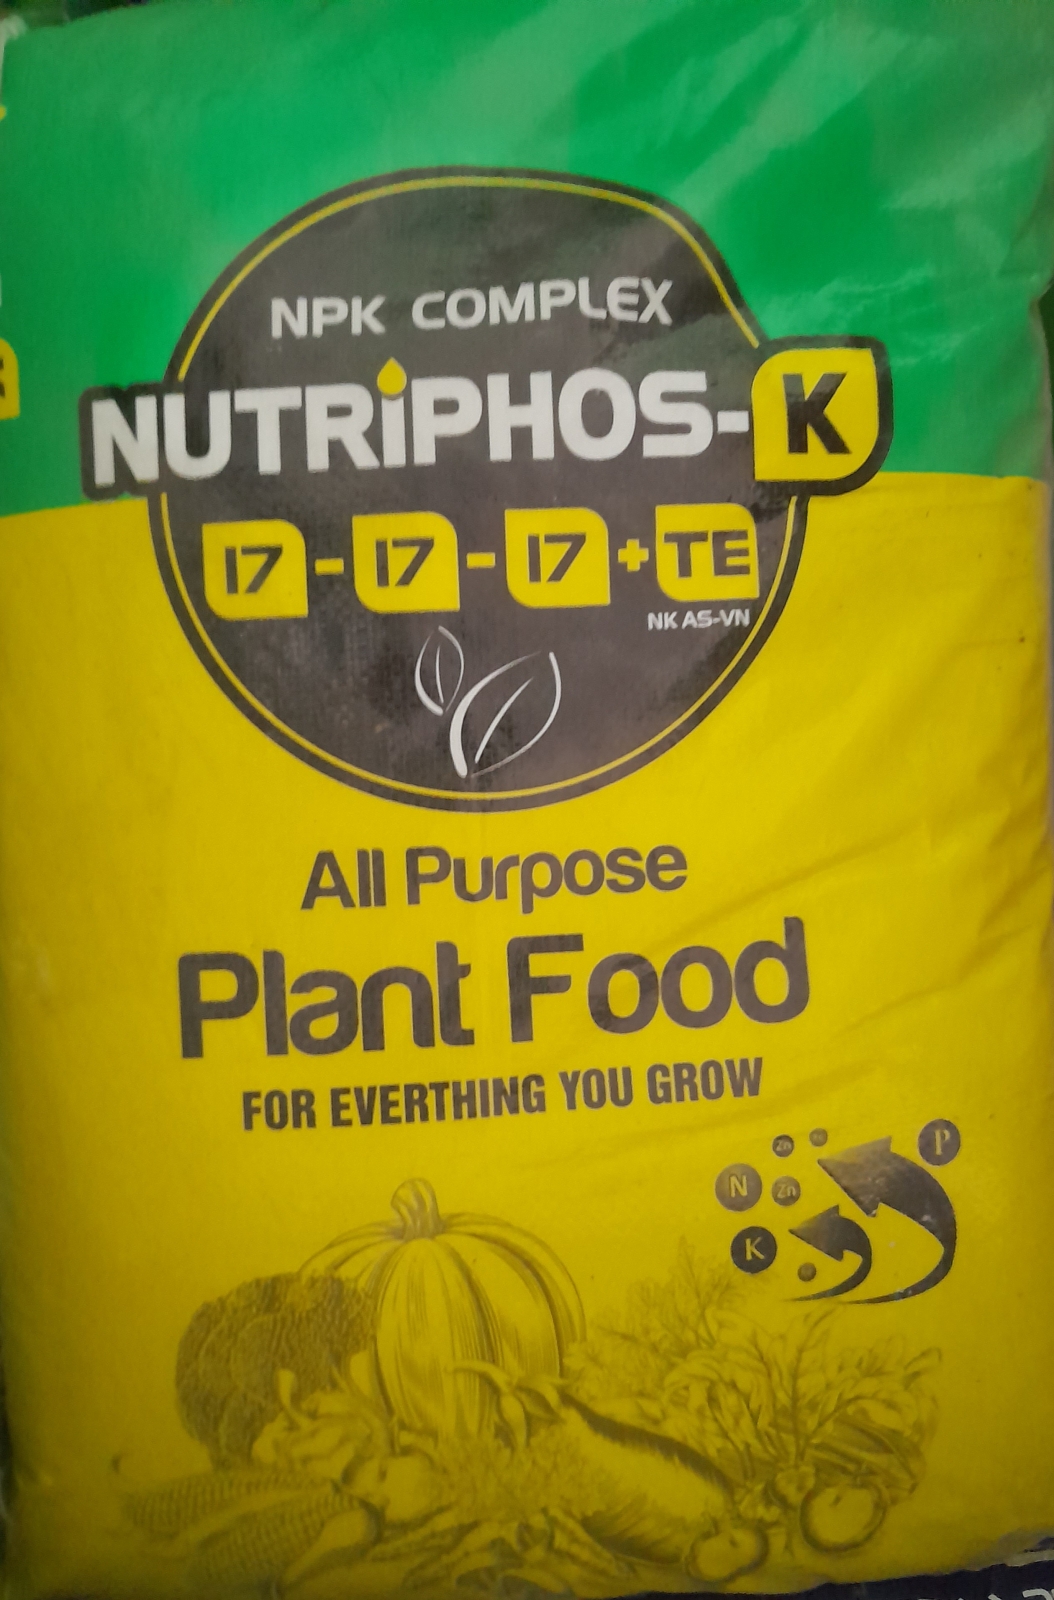 NPK COMPLEX
NUTRiPHOS-K
17-17-17+TE
NK AS-VN
All Purpose
Plant Food
FOR EVERTHING YOU GROW
Zn
P
N Zn
K